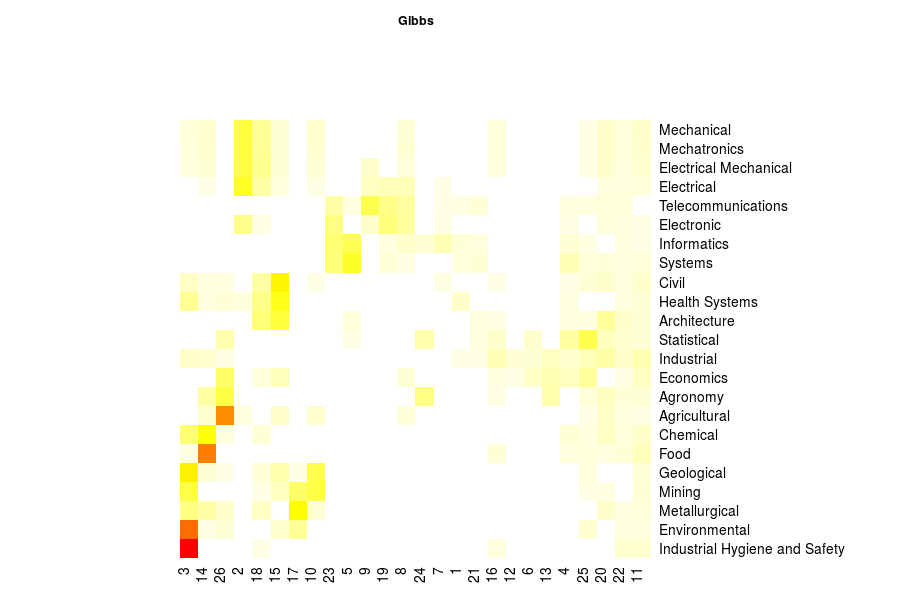 Gibbs
Mechanical
Mechatronics
Electrical Mechanical
Electrical
Telecommunications
Electronic
Informatics
Systems
Civil
Health Systems
Architecture
Statistical
Industrial
Economics
Agronomy
Agricultural
Chemical
Food
Geological
Mining
Metallurgical
Environmental
Industrial Hygiene and Safety
3 14 26 2 18 15 17 10 23 5 9 19 8 24 7 1 21 16 12 6 13 4 25 20 22 11